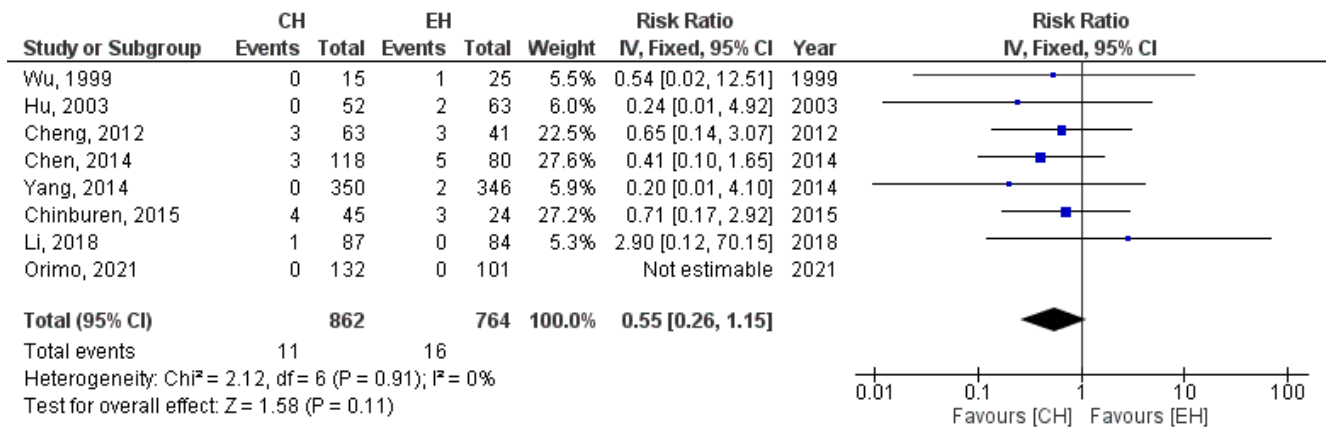 CH EH Risk Ratio Risk Ratio
Study or Subgroup Events Total Events Total Weight IV, Fixed, 95% CI Year IV, Fixed, 95% CI
Wu, 1999 0 15 1 25 5.5% 0.54 [0.02, 12.51] 1999
Hu, 2003 0 52 2 63 6.0% 0.24 [0.01, 4.92] 2003
Cheng, 2012 3 63 3 41 22.5% 0.65 [0.14, 3.07] 2012
Chen, 2014 3 118 5 80 27.6% 0.41 [0.10, 1.65] 2014
Yang, 2014 0 350 2 346 5.9% 0.20 [0.01, 4.10] 2014
Chinburen, 2015 4 45 3 24 27.2% 0.71 [0.17, 2.92] 2015
Li, 2018 1 87 0 84 5.3% 2.90 [0.12, 70.15] 2018
Orimo, 2021 0 132 0 101 Not estimable 2021
Total (95% CI) 862 764 100.0% 0.55 [0.26, 1.15]
Total events 11 16
Heterogeneity: Chi² = 2.12, df = 6 (P = 0.91); I² = 0%
Test for overall effect: Z = 1.58 (P = 0.11)
0.01 0.1 1 10 100
Favours [CH] Favours [EH]